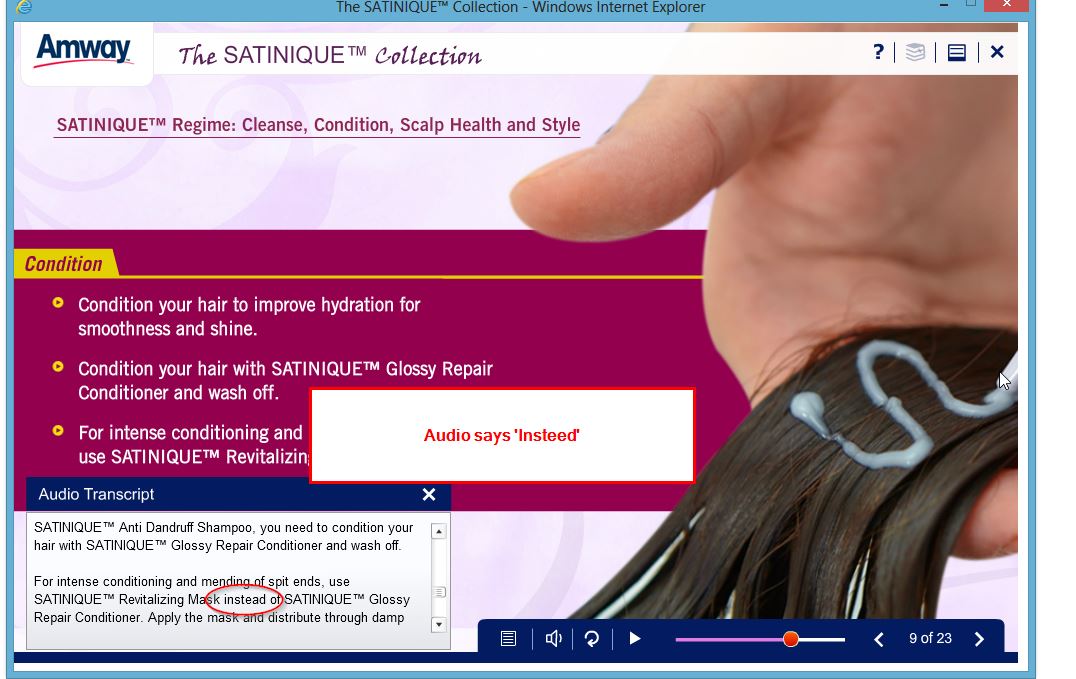 The SATINIQUE™ Collection - Windows Internet Explorer
Amway
The SATINIQUE™ Collection
?
SATINIQUE™ Regime: Cleanse, Condition, Scalp Health and Style
Condition
Condition your hair to improve hydration for
smoothness and shine.
Condition your hair with SATINIQUE™ Glossy Repair
Conditioner and wash off.
For intense conditioning and
use SATINIQUE™ Revitalizing
Audio says 'Insteed'
Audio Transcript
SATINIQUE™ Anti Dandruff Shampoo, you need to condition your
hair with SATINIQUE™ Glossy Repair Conditioner and wash off.
For intense conditioning and mending of spit ends, use
SATINIQUE™ Revitalizing Mask instead of SATINIQUE™ Glossy
Repair Conditioner. Apply the mask and distribute through damp
9 of 23